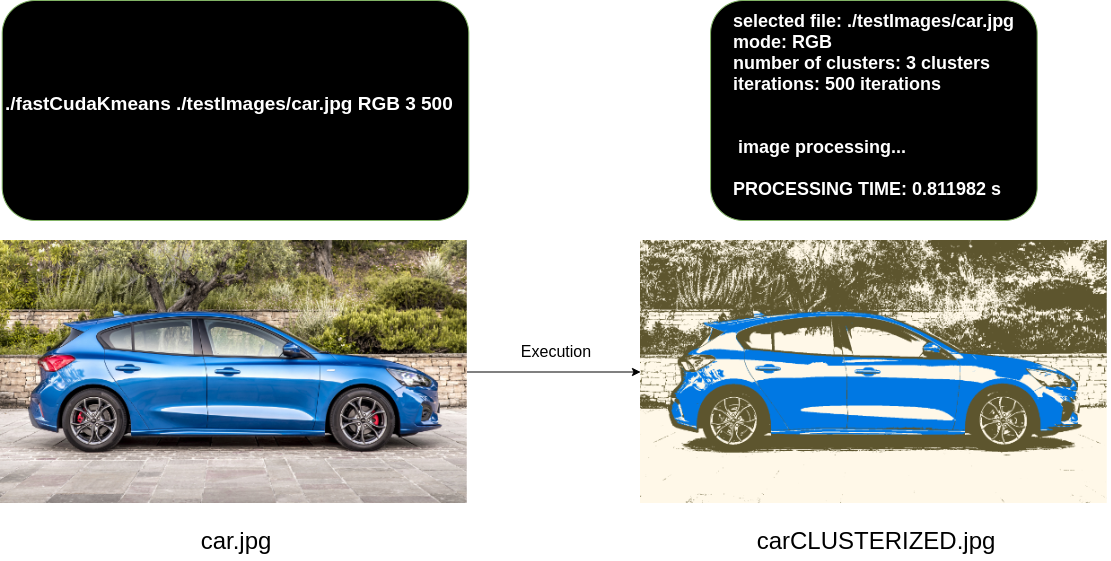 ./fastCudaKmeans ./testImages/car.jpg RGB 3 500
selected file: ./testImages/car.jpg
mode: RGB
number of clusters: 3 clusters
iterations: 500 iterations
image processing...
PROCESSING TIME: 0.811982 s
Execution
car.jpg
carCLUSTERIZED.jpg